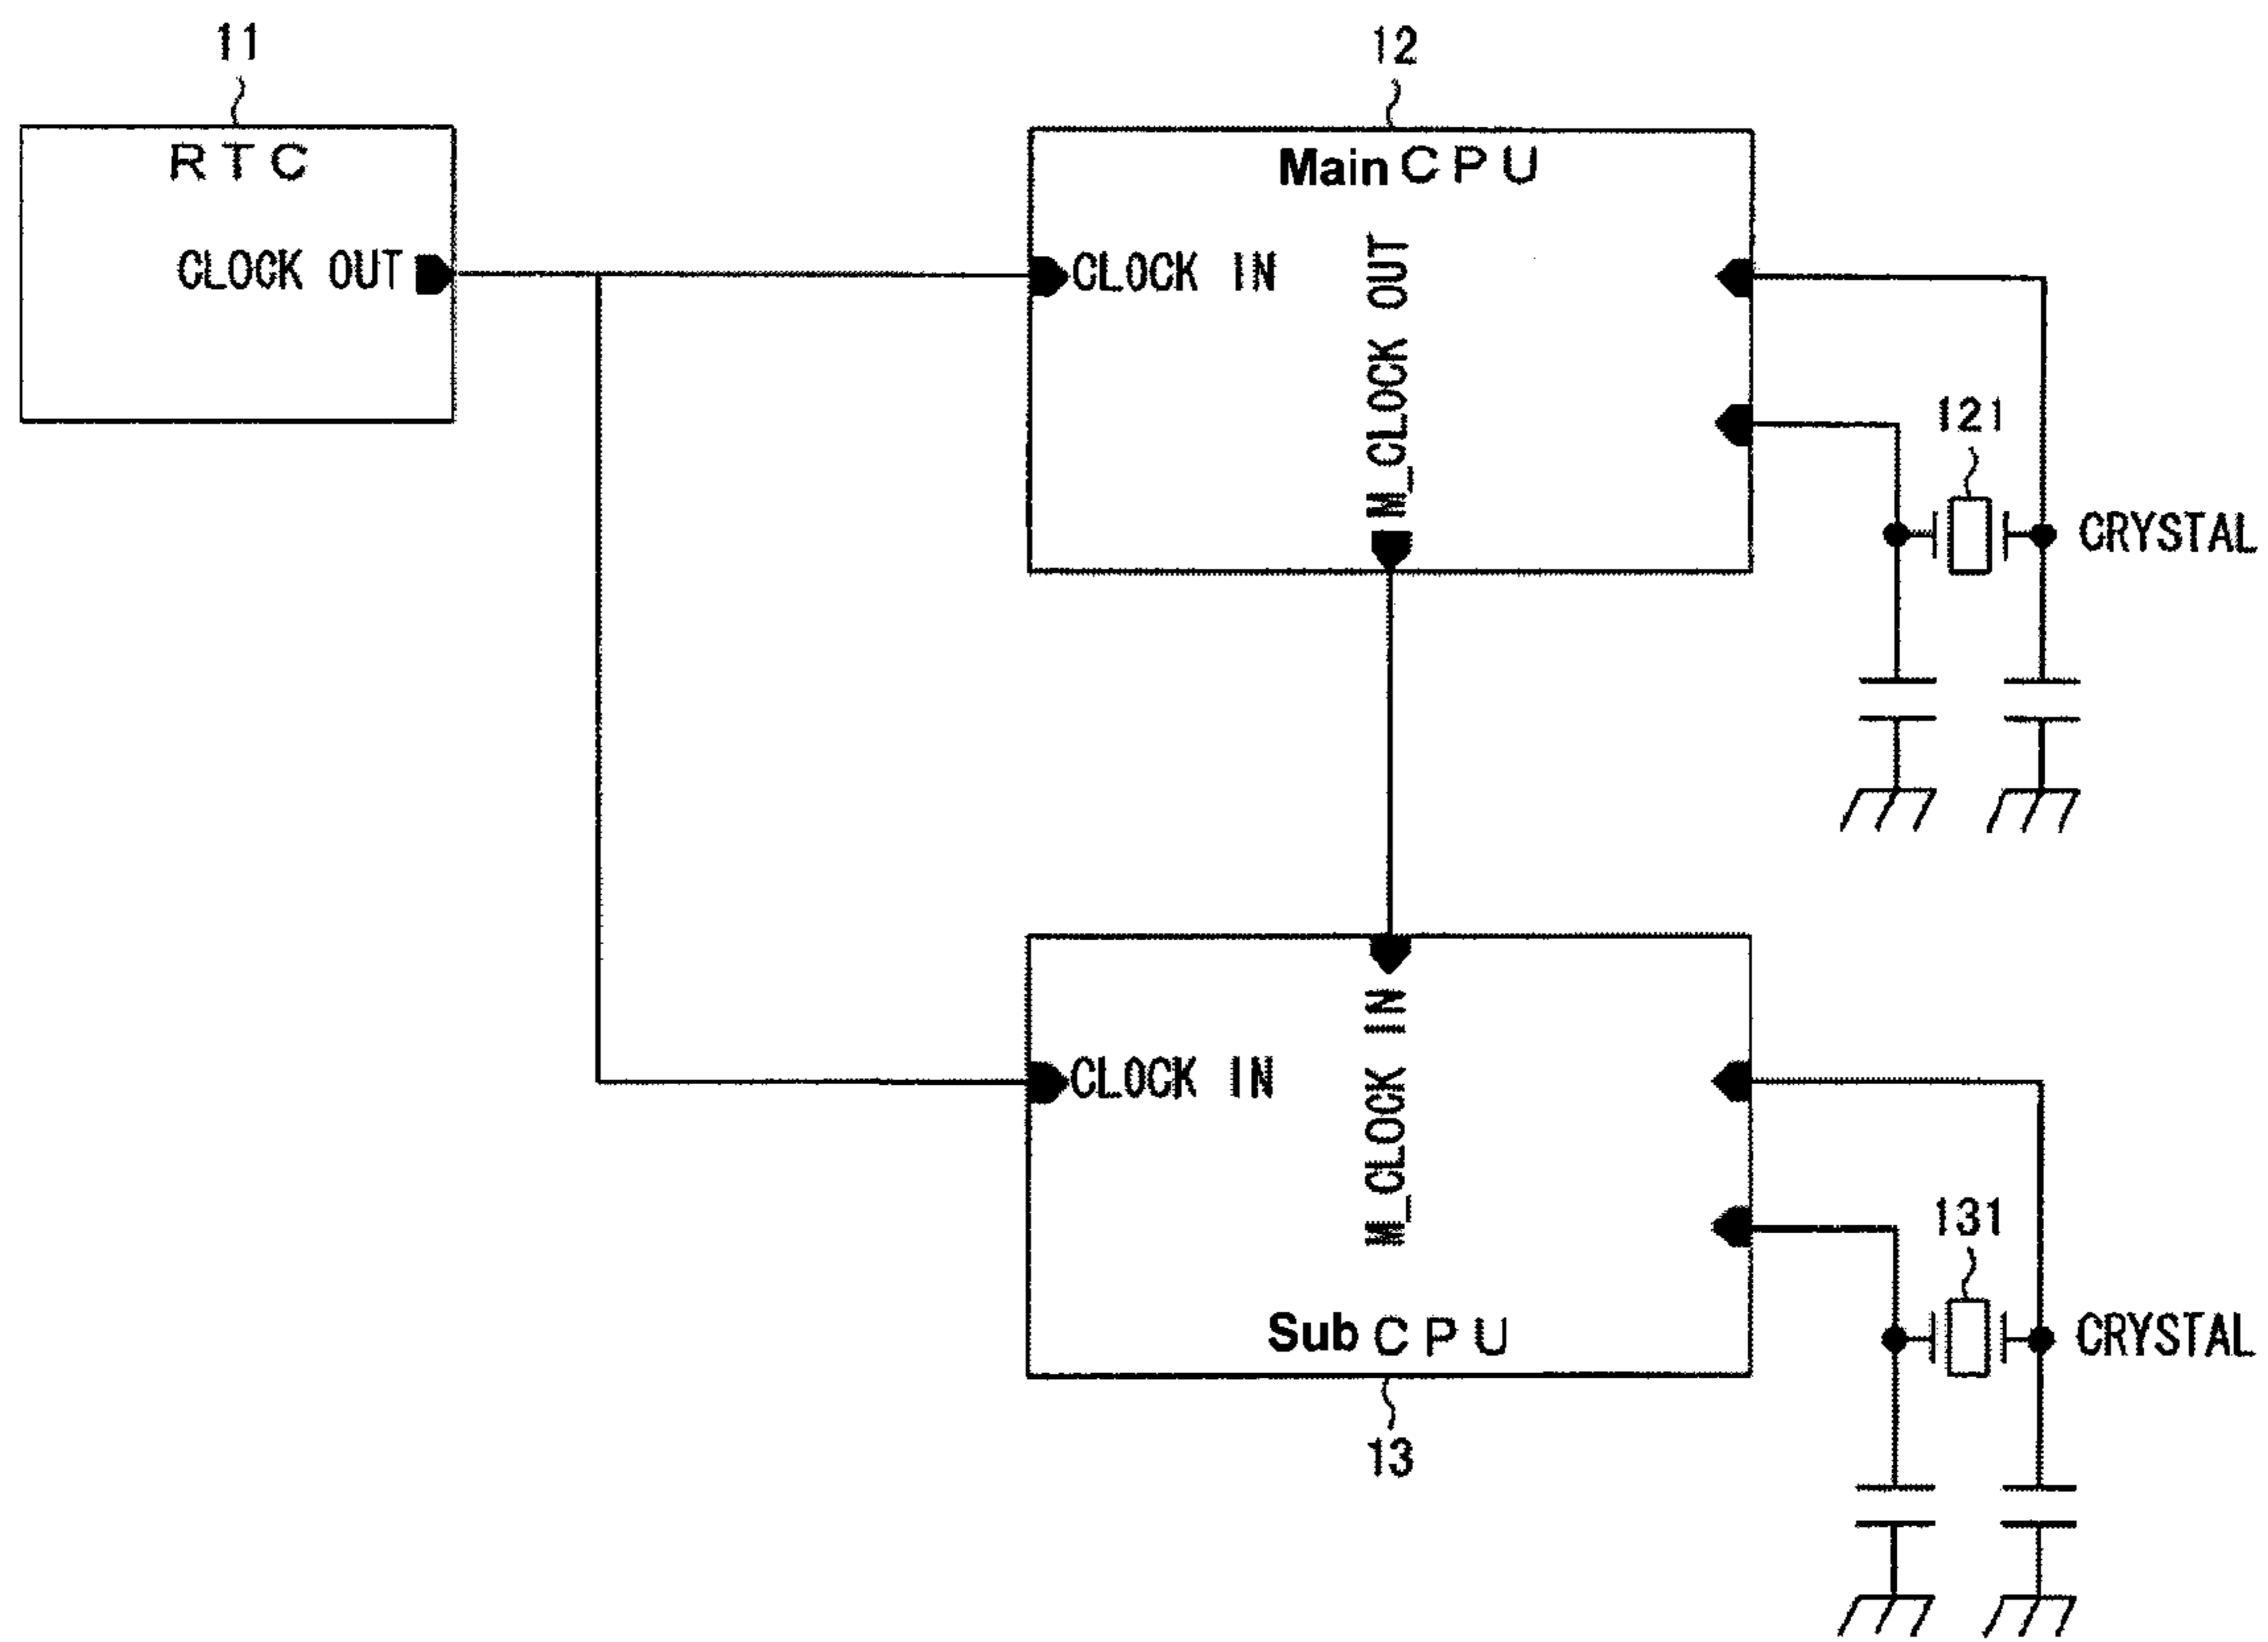 11
12
RTC
Main CPU
CLOCK OUT
CLOCK IN
M_CLOCK OUT
121
CRYSTAL
CLOCK IN
M_CLOCK IN
131
Sub CPU
CRYSTAL
13